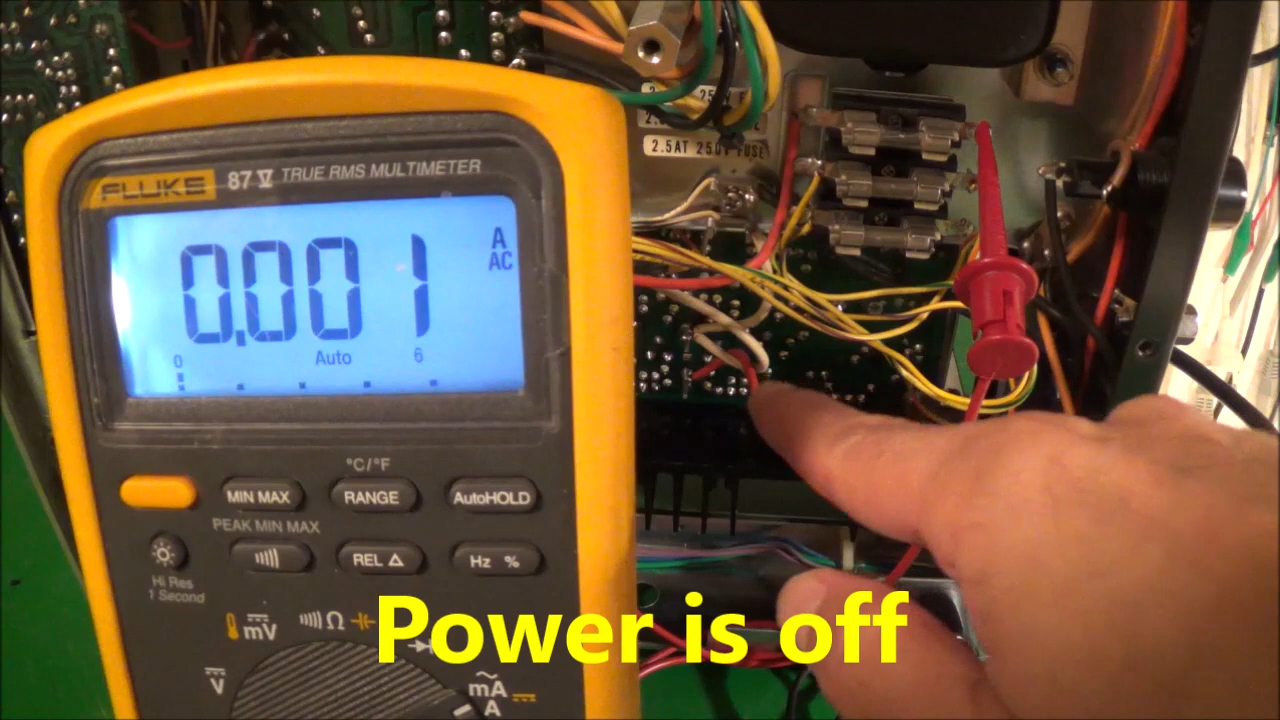 2.5AT 250V FUSE
FLUKE 87 V TRUE RMS MULTIMETER
0.001 A
AC
0 Auto 6
°C/°F
MIN MAX RANGE AutoHOLD
PEAK MIN MAX
REL Δ Hz %
Hi Res
1 Second
mV Ω
V mA
A
Power is off